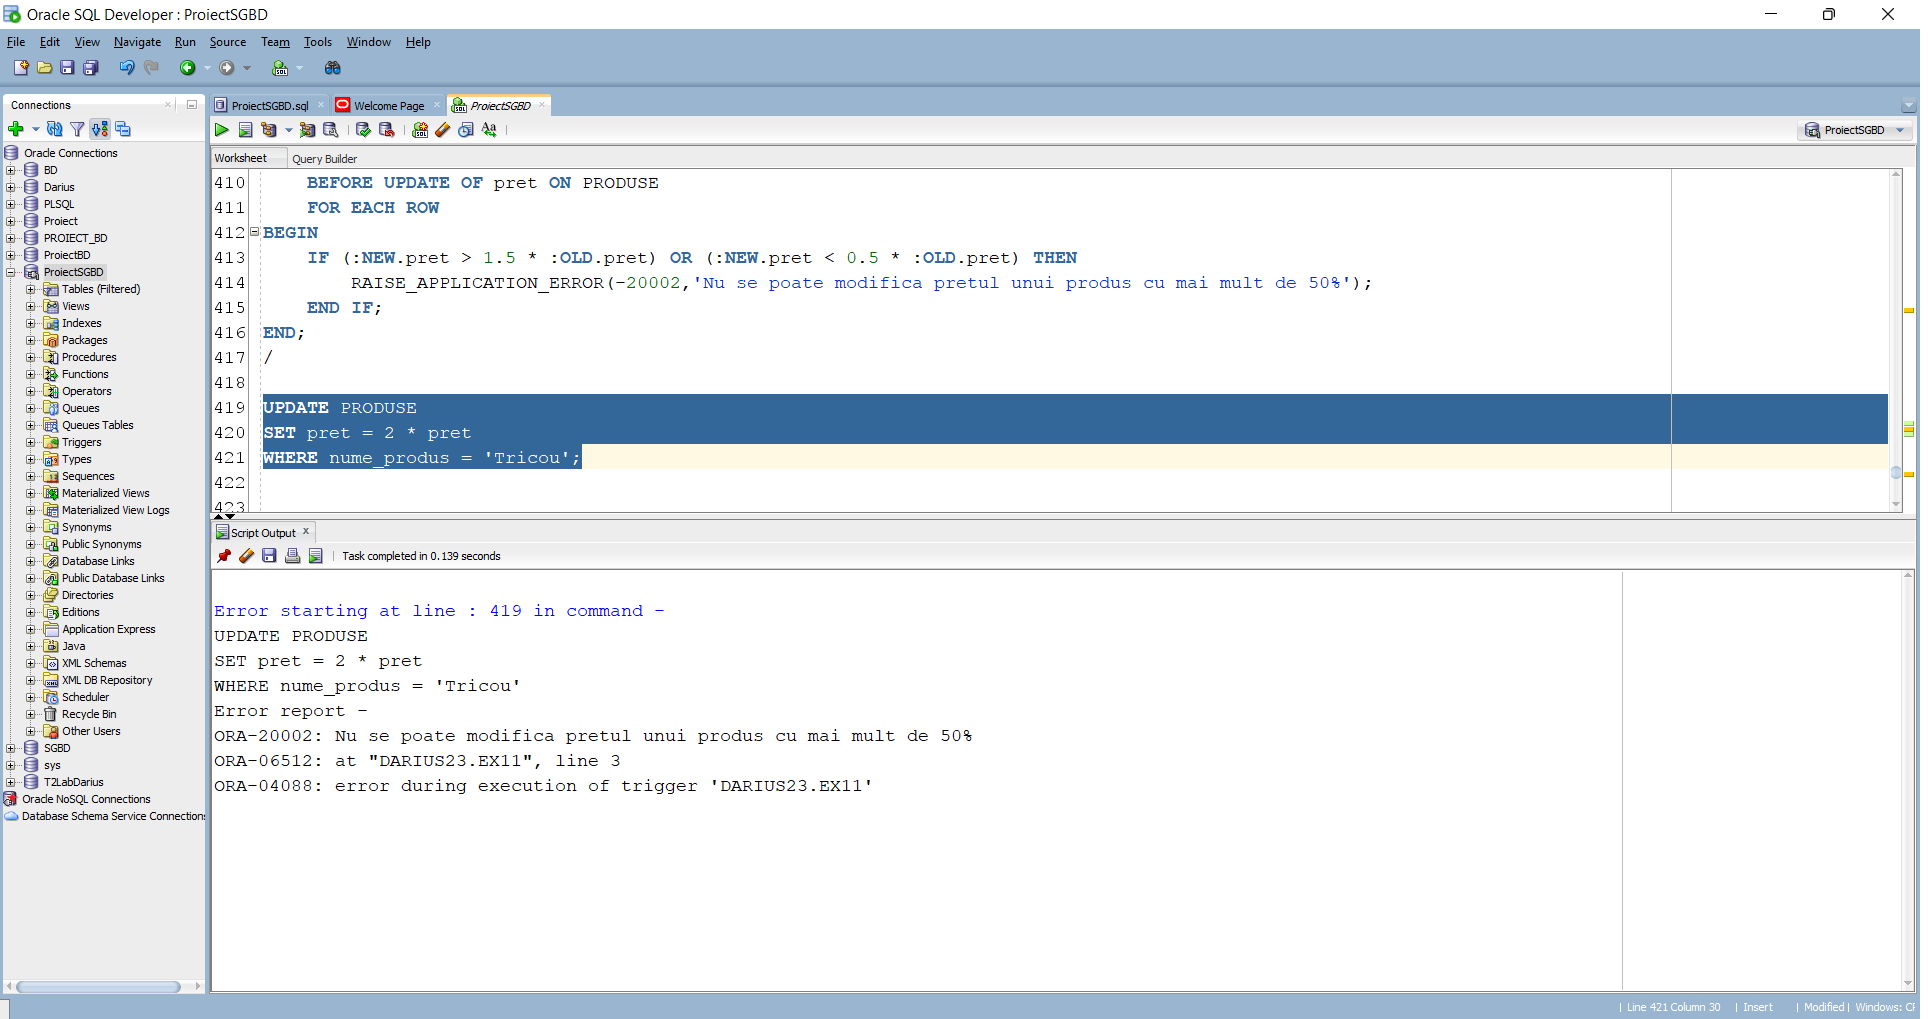 Oracle SQL Developer : ProiectSGBD
File Edit View Navigate Run Source Team Tools Window Help
Connections
Oracle Connections
BD
Darius
PLSQL
Proiect
PROIECT_BD
ProiectBD
ProiectSGBD
Tables (Filtered)
Views
Indexes
Packages
Procedures
Functions
Operators
Queues
Queues Tables
Triggers
Types
Sequences
Materialized Views
Materialized View Logs
Synonyms
Public Synonyms
Database Links
Public Database Links
Directories
Editions
Application Express
Java
XML Schemas
XML DB Repository
Scheduler
Recycle Bin
Other Users
SGBD
sys
T2LabDarius
Oracle NoSQL Connections
Database Schema Service Connections
ProiectSGBD.sql Welcome Page ProiectSGBD
ProiectSGBD
Worksheet Query Builder
410 BEFORE UPDATE OF pret ON PRODUSE
411 FOR EACH ROW
412 BEGIN
413 IF (:NEW.pret > 1.5 * :OLD.pret) OR (:NEW.pret < 0.5 * :OLD.pret) THEN
414 RAISE_APPLICATION_ERROR(-20002,'Nu se poate modifica pretul unui produs cu mai mult de 50%');
415 END IF;
416 END;
417 /
418
419 UPDATE PRODUSE
420 SET pret = 2 * pret
421 WHERE nume_produs = 'Tricou';
422
423
Script Output
Task completed in 0.139 seconds
Error starting at line : 419 in command -
UPDATE PRODUSE
SET pret = 2 * pret
WHERE nume_produs = 'Tricou'
Error report -
ORA-20002: Nu se poate modifica pretul unui produs cu mai mult de 50%
ORA-06512: at "DARIUS23.EX11", line 3
ORA-04088: error during execution of trigger 'DARIUS23.EX11'
Line 421 Column 30 | Insert | Modified | Windows: CF